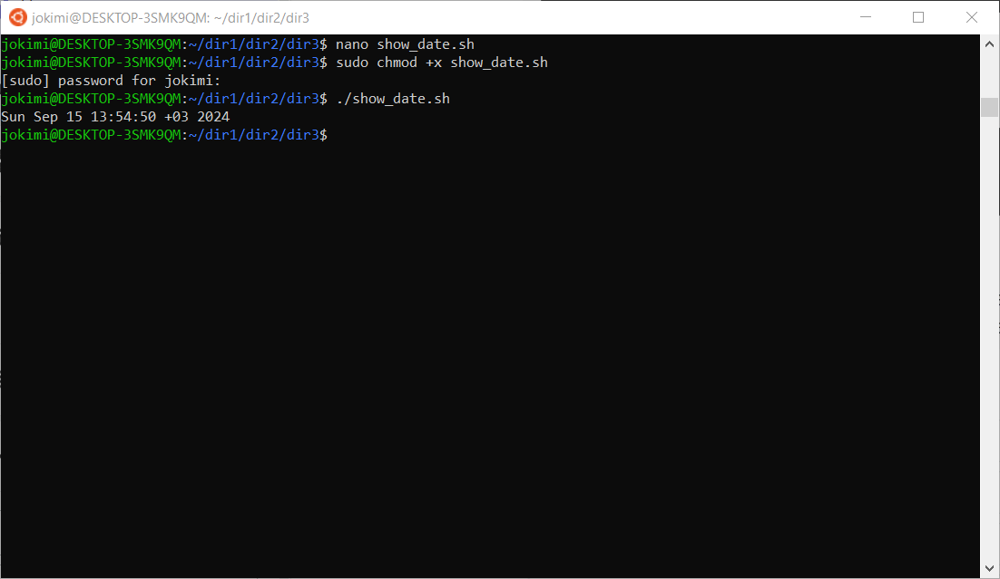 jokimi@DESKTOP-3SMK9QM: ~/dir1/dir2/dir3
jokimi@DESKTOP-3SMK9QM:~/dir1/dir2/dir3$ nano show_date.sh
jokimi@DESKTOP-3SMK9QM:~/dir1/dir2/dir3$ sudo chmod +x show_date.sh
[sudo] password for jokimi:
jokimi@DESKTOP-3SMK9QM:~/dir1/dir2/dir3$ ./show_date.sh
Sun Sep 15 13:54:50 +03 2024
jokimi@DESKTOP-3SMK9QM:~/dir1/dir2/dir3$